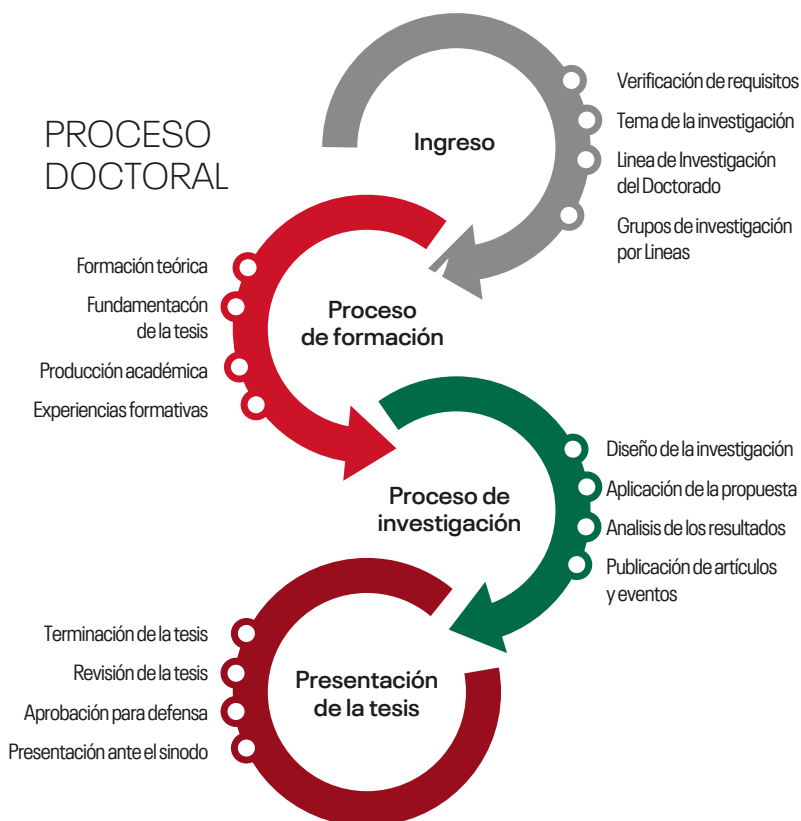 PROCESO
DOCTORAL
Ingreso
Verificación de requisitos
Tema de la investigación
Linea de Investigación
del Doctorado
Grupos de investigación
por Lineas
Proceso
de formación
Formación teórica
Fundamentacón
de la tesis
Producción académica
Experiencias formativas
Proceso de
investigación
Diseño de la investigación
Aplicación de la propuesta
Analisis de los resultados
Publicación de artículos
y eventos
Presentación
de la tesis
Terminación de la tesis
Revisión de la tesis
Aprobación para defensa
Presentación ante el sinodo